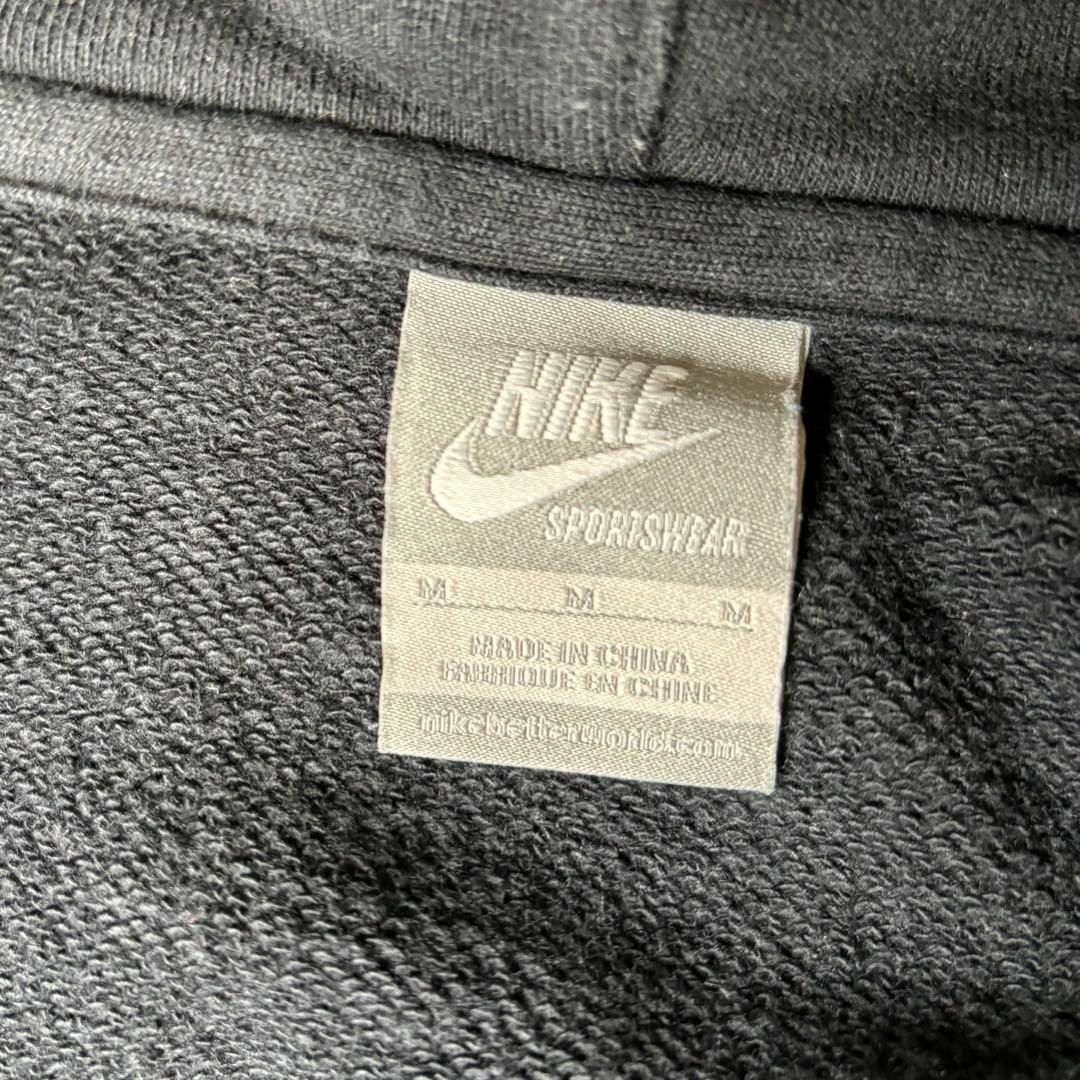 NIKE
SPORTSWEAR
M M M
MADE IN CHINA
FABRIQUE EN CHINE
nikebetterworld.com